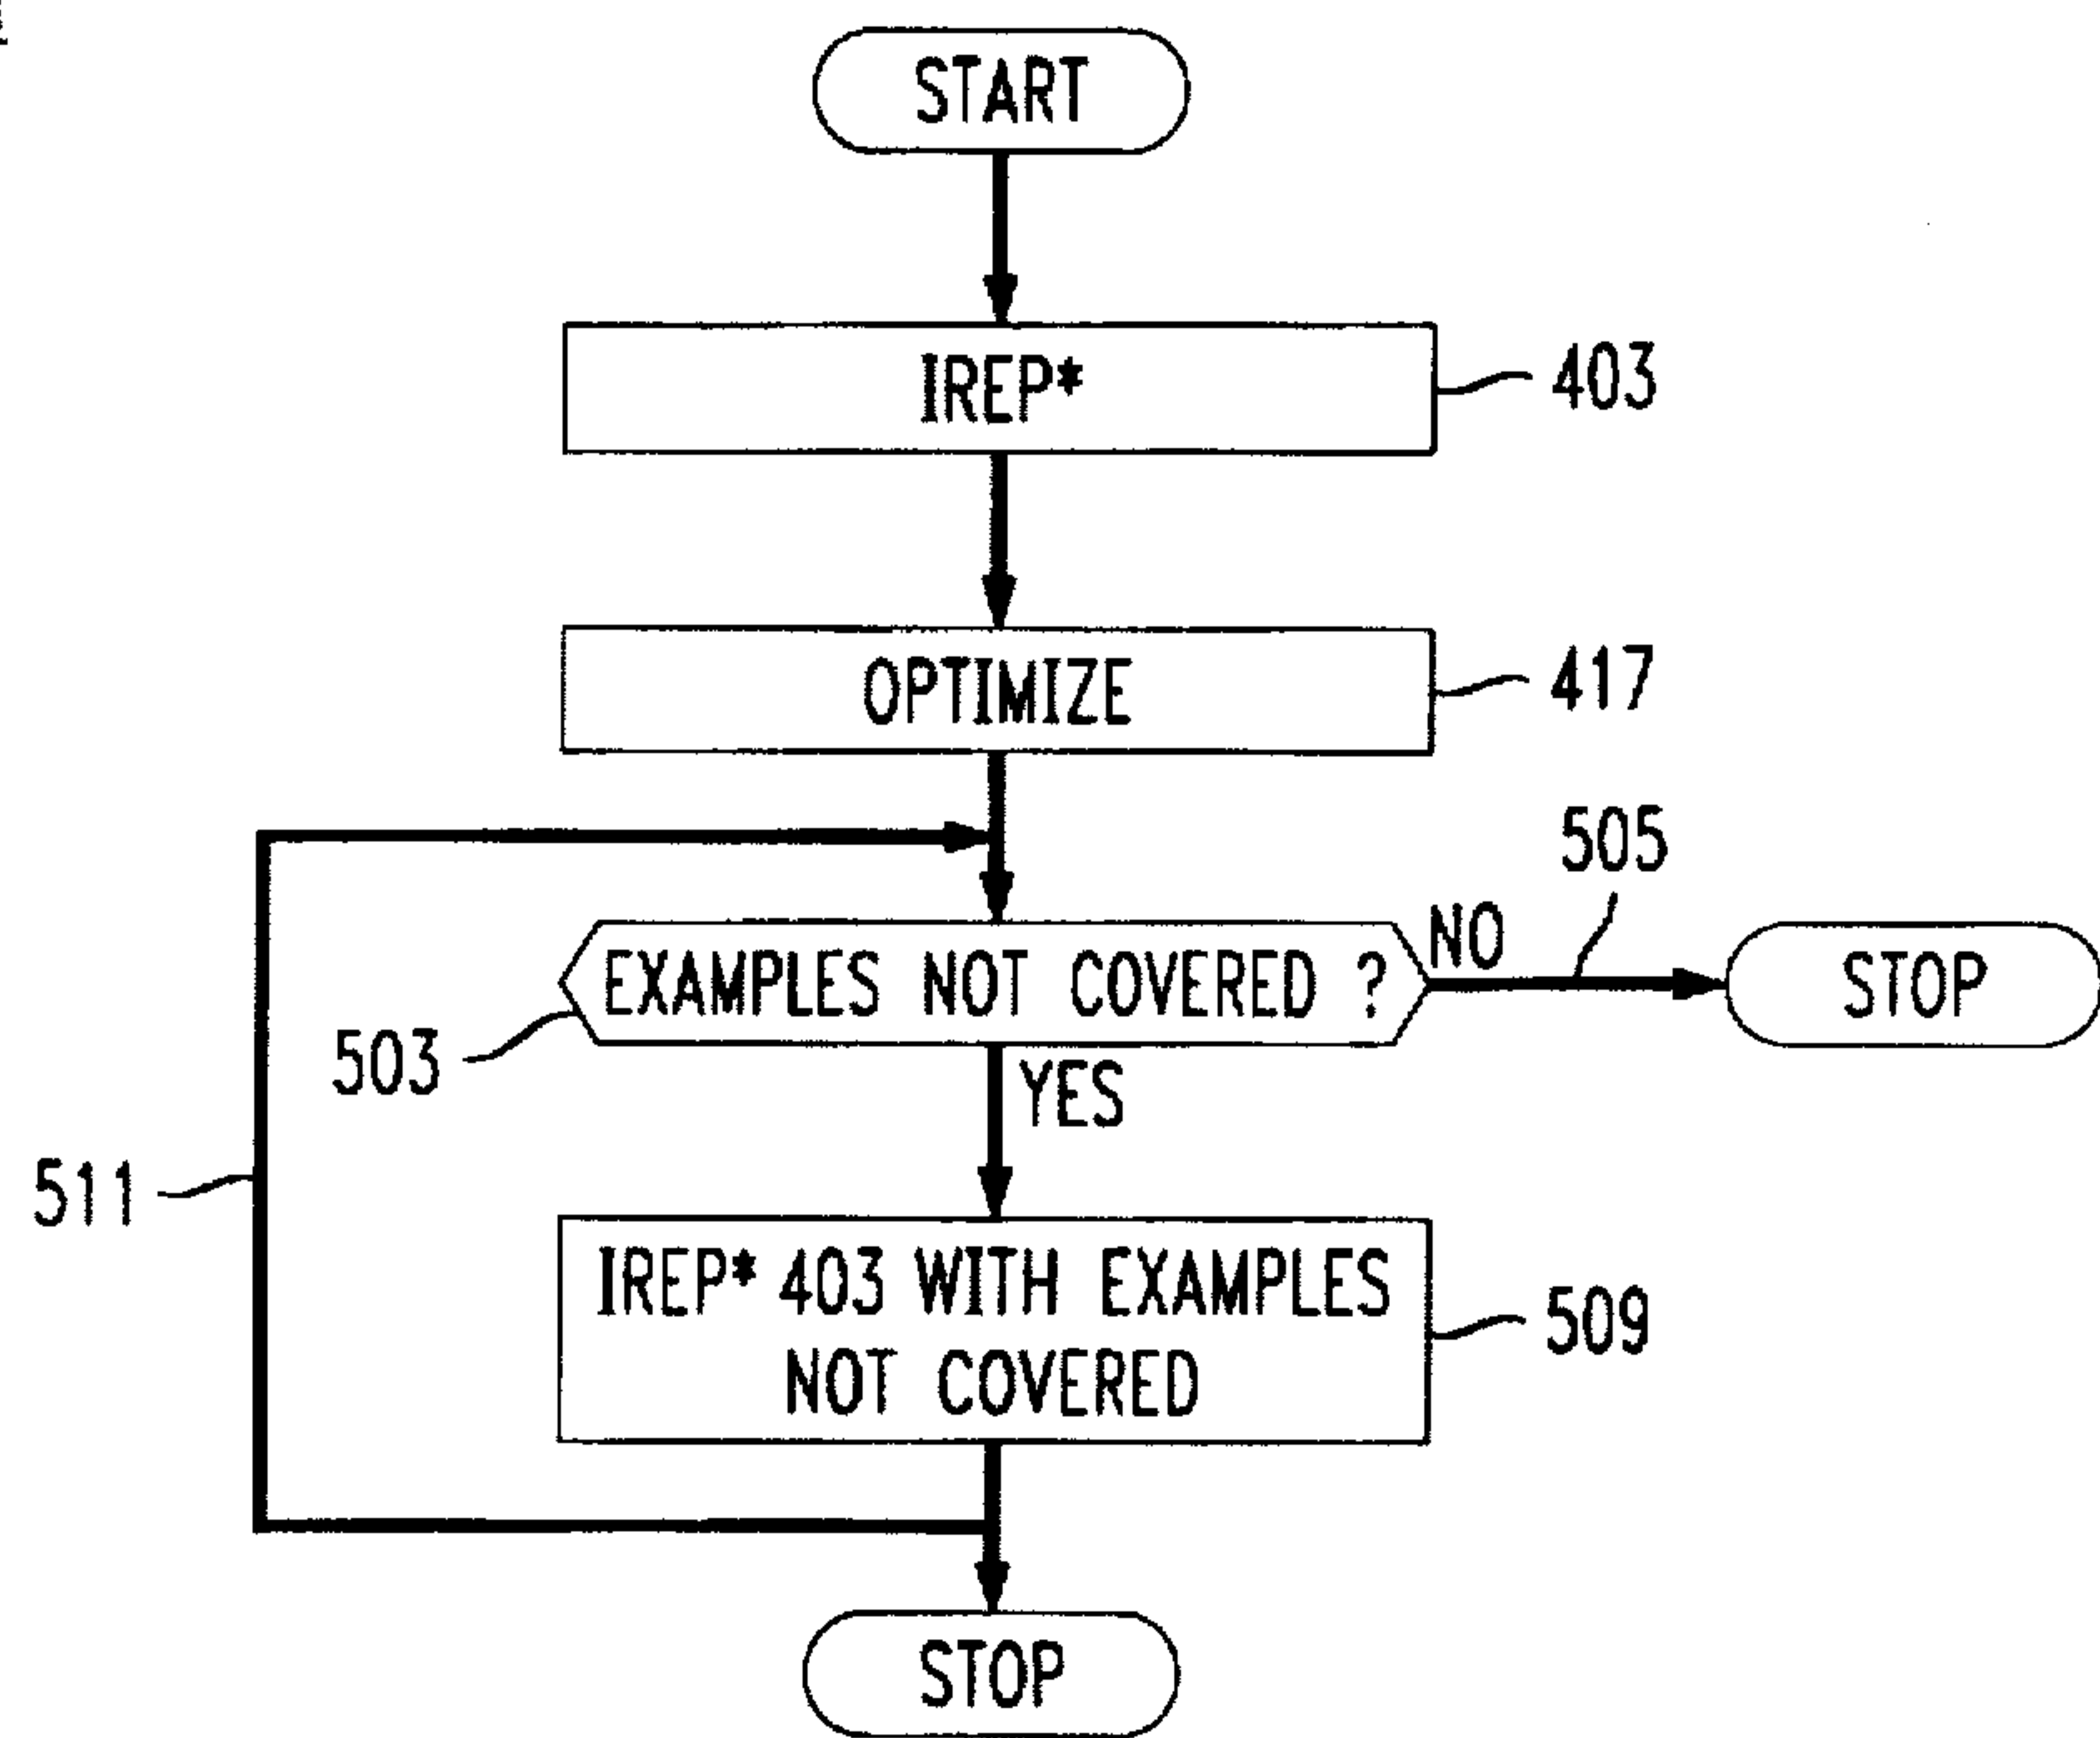 START
IREP*
403
OPTIMIZE
417
505
EXAMPLES NOT COVERED ?
NO
STOP
503
YES
511
IREP* 403 WITH EXAMPLES
NOT COVERED
509
STOP